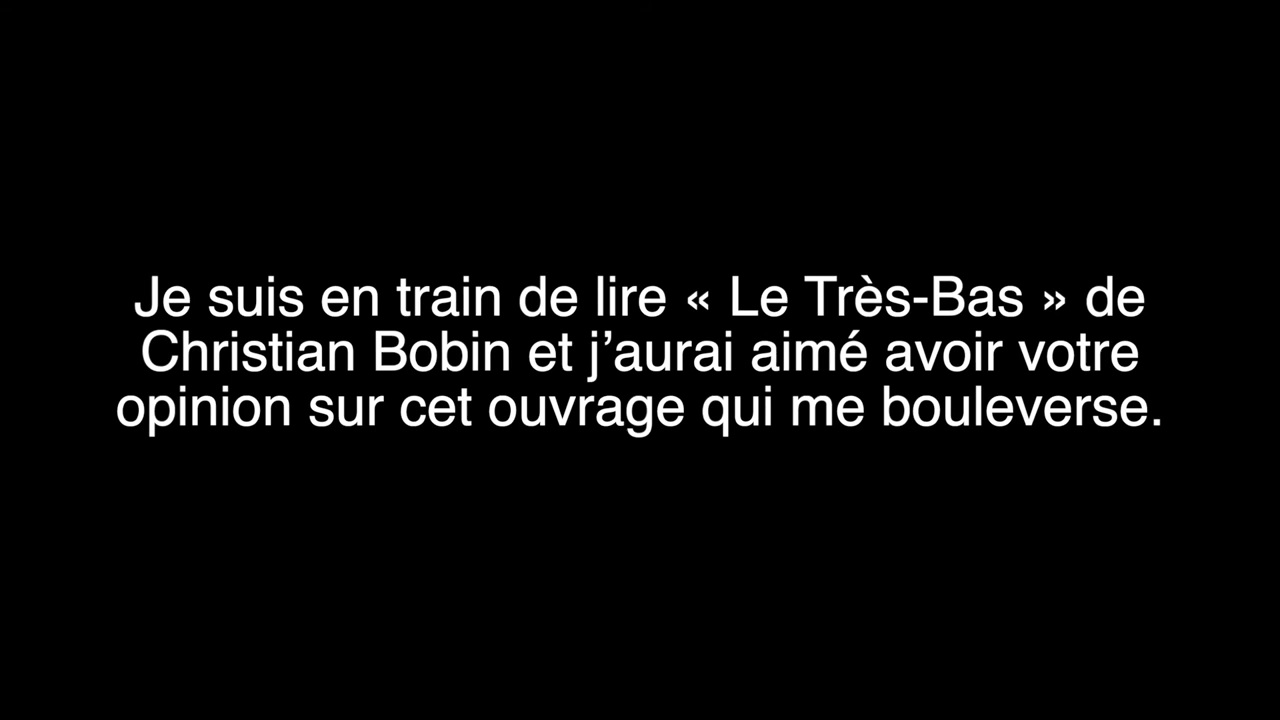 Je suis en train de lire « Le Très-Bas » de
Christian Bobin et j’aurai aimé avoir votre
opinion sur cet ouvrage qui me bouleverse.